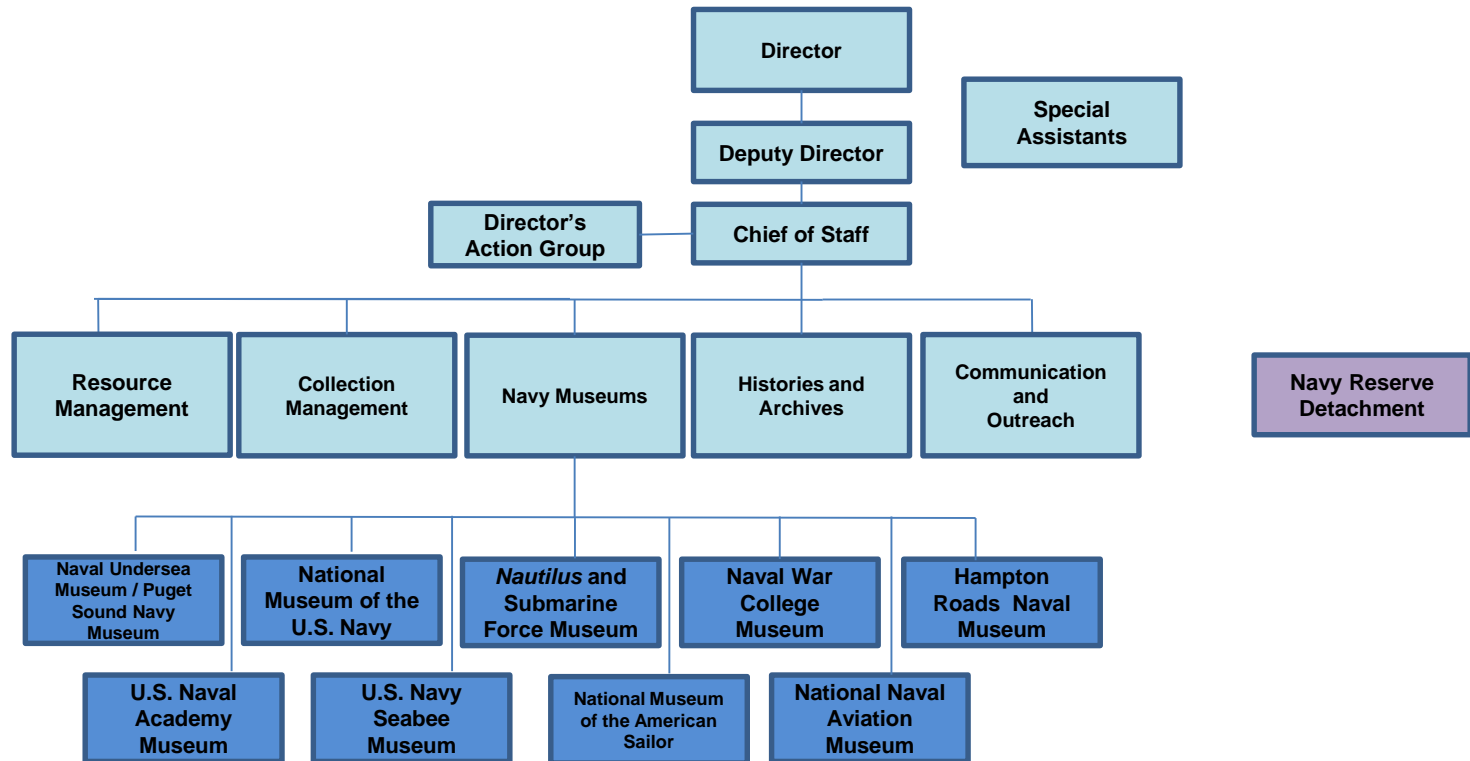 Director
Special
Assistants
Deputy Director
Director’s
Action Group
Chief of Staff
Resource
Management
Collection
Management
Navy Museums
Histories and
Archives
Communication
and
Outreach
Navy Reserve
Detachment
Naval Undersea
Museum / Puget
Sound Navy
Museum
National
Museum of the
U.S. Navy
Nautilus and
Submarine
Force Museum
Naval War
College
Museum
Hampton
Roads Naval
Museum
U.S. Naval
Academy
Museum
U.S. Navy
Seabee
Museum
National Museum
of the American
Sailor
National Naval
Aviation
Museum